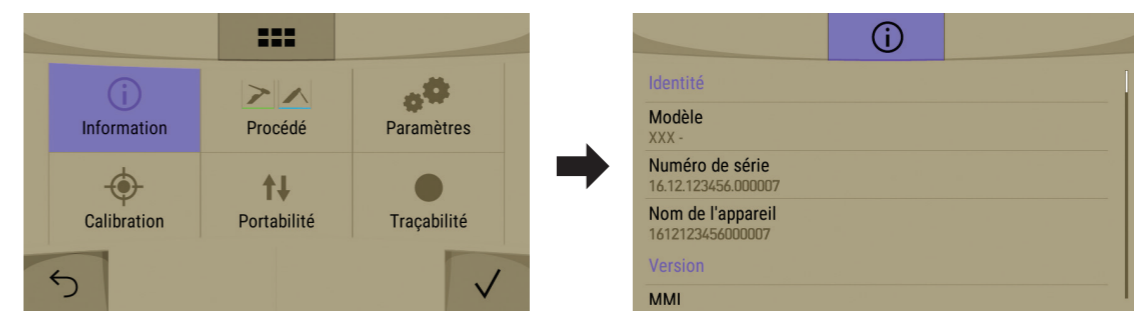 Information
Procédé
Paramètres
Calibration
Portabilité
Traçabilité
Identité
Modèle
XXX -
Numéro de série
16.12.123456.000007
Nom de l'appareil
1612123456000007
Version
MMI